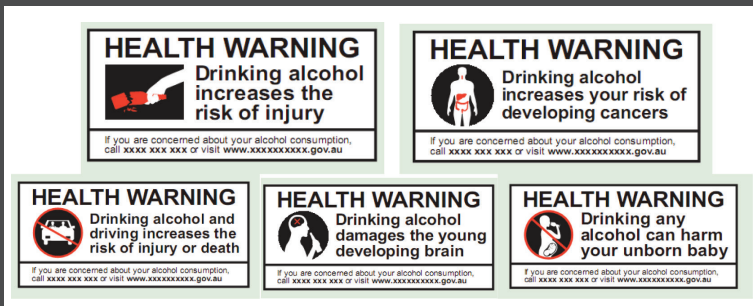 HEALTH WARNING
Drinking alcohol
increases the
risk of injury
If you are concerned about your alcohol consumption,
call xxxx xxx xxx or visit www.xxxxxxxxxx.gov.au
HEALTH WARNING
Drinking alcohol
increases your risk of
developing cancers
If you are concerned about your alcohol consumption,
call xxxx xxx xxx or visit www.xxxxxxxxxx.gov.au
HEALTH WARNING
Drinking alcohol and
driving increases the
risk of injury or death
If you are concerned about your alcohol consumption,
call xxxx xxx xxx or visit www.xxxxxxxxxx.gov.au
HEALTH WARNING
Drinking alcohol
damages the young
developing brain
If you are concerned about your alcohol consumption,
call xxxx xxx xxx or visit www.xxxxxxxxxx.gov.au
HEALTH WARNING
Drinking any
alcohol can harm
your unborn baby
If you are concerned about your alcohol consumption,
call xxxx xxx xxx or visit www.xxxxxxxxxx.gov.au